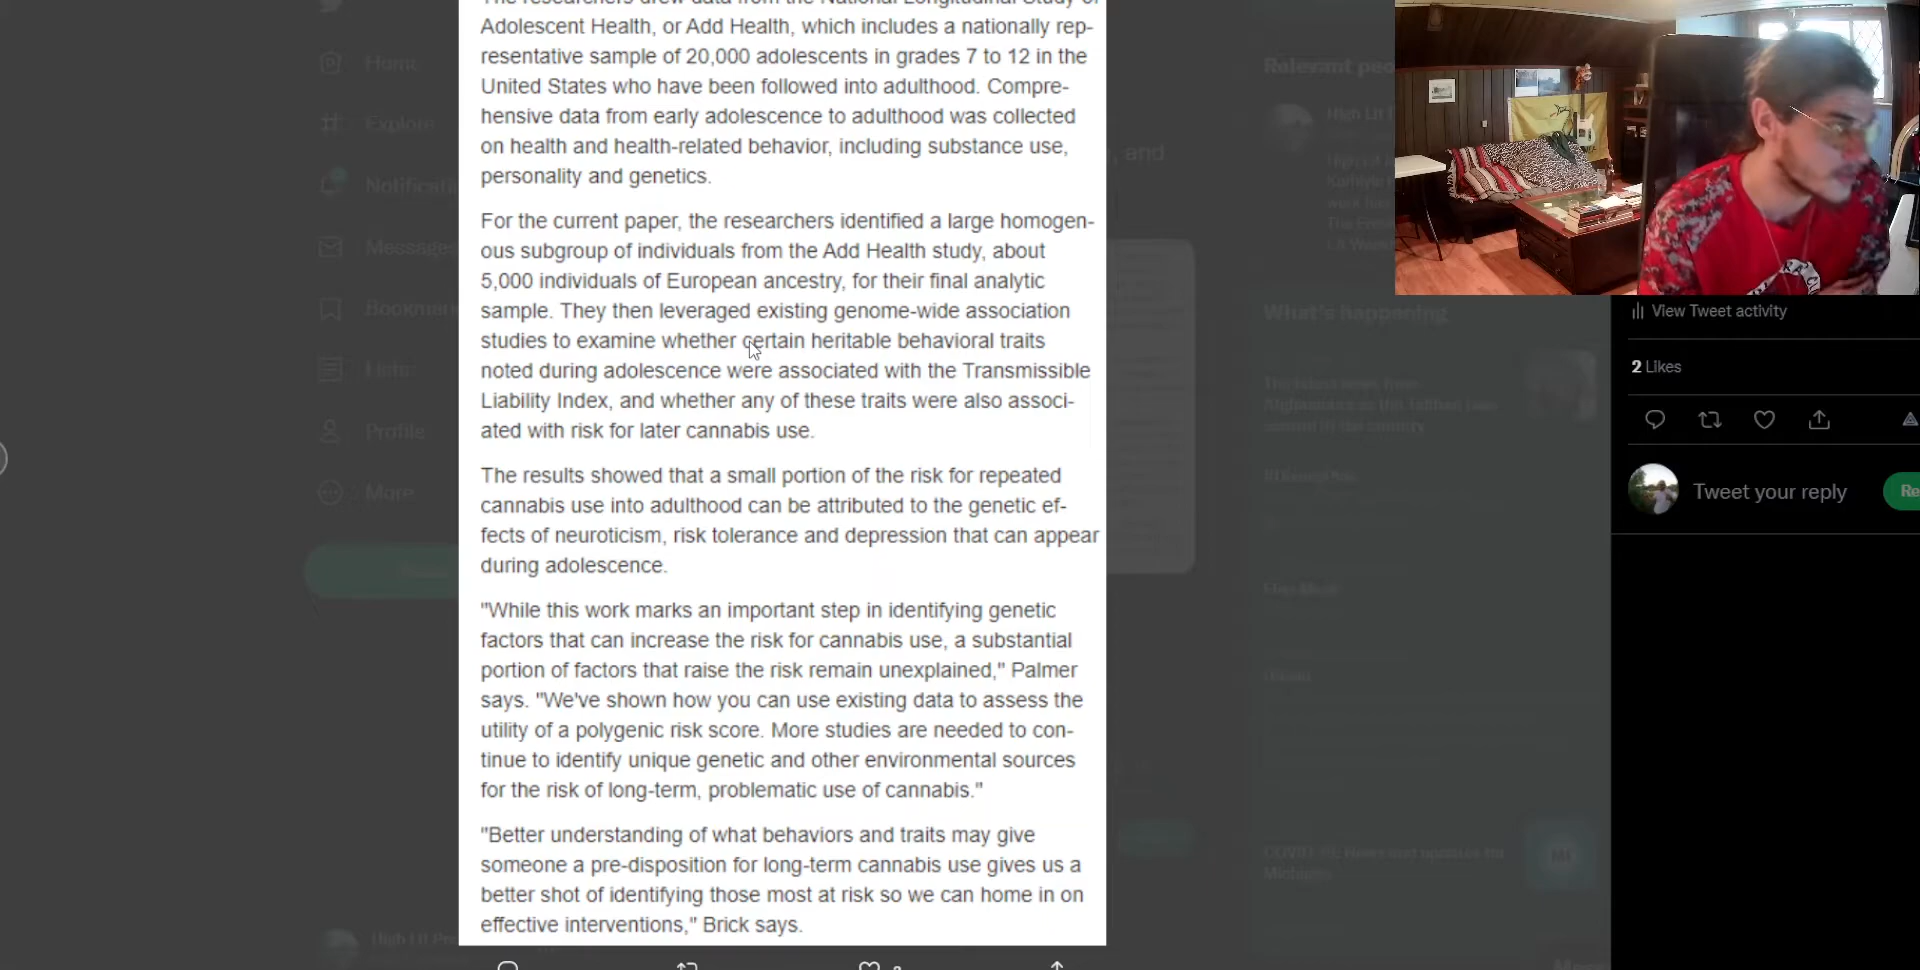 Adolescent Health, or Add Health, which includes a nationally rep-
resentative sample of 20,000 adolescents in grades 7 to 12 in the
United States who have been followed into adulthood. Compre-
hensive data from early adolescence to adulthood was collected
on health and health-related behavior, including substance use,
personality and genetics.
For the current paper, the researchers identified a large homogen-
ous subgroup of individuals from the Add Health study, about
5,000 individuals of European ancestry, for their final analytic
sample. They then leveraged existing genome-wide association
studies to examine whether certain heritable behavioral traits
noted during adolescence were associated with the Transmissible
Liability Index, and whether any of these traits were also associ-
ated with risk for later cannabis use.
The results showed that a small portion of the risk for repeated
cannabis use into adulthood can be attributed to the genetic ef-
fects of neuroticism, risk tolerance and depression that can appear
during adolescence.
"While this work marks an important step in identifying genetic
factors that can increase the risk for cannabis use, a substantial
portion of factors that raise the risk remain unexplained," Palmer
says. "We've shown how you can use existing data to assess the
utility of a polygenic risk score. More studies are needed to con-
tinue to identify unique genetic and other environmental sources
for the risk of long-term, problematic use of cannabis."
"Better understanding of what behaviors and traits may give
someone a pre-disposition for long-term cannabis use gives us a
better shot of identifying those most at risk so we can home in on
effective interventions," Brick says.
Home
Explore
Notificati
Messages
Bookmar
Lists
Profile
More
, and
Relevant peo
What's happening
View Tweet activity
2 Likes
Tweet your reply
Re